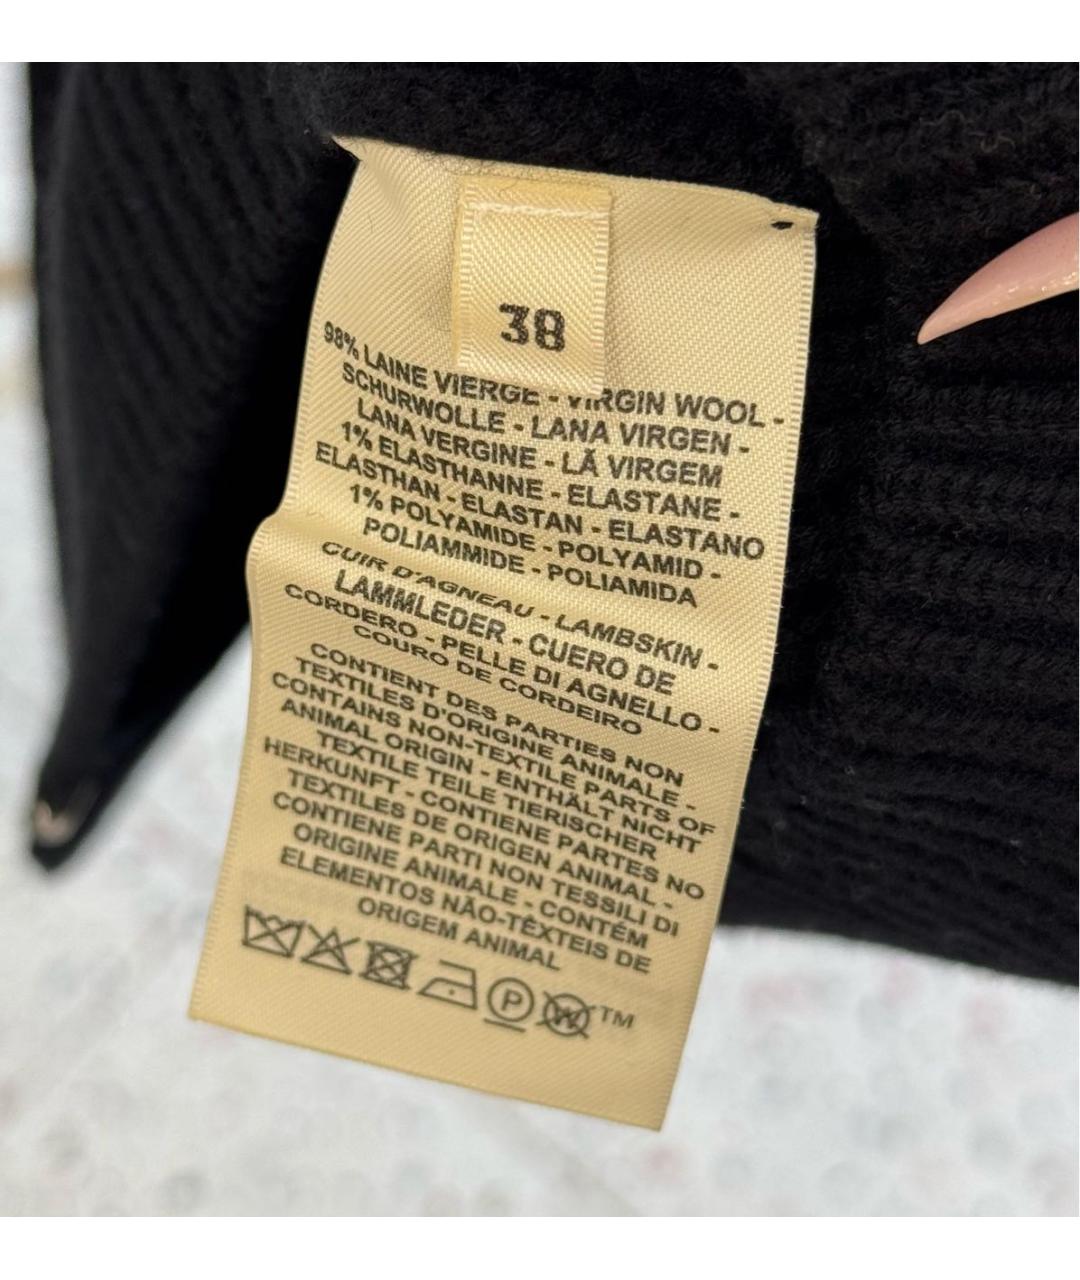 38
98% LAINE VIERGE - VIRGIN WOOL -
SCHURWOLLE - LANA VIRGEN -
LANA VERGINE - LÃ VIRGEM
1% ELASTHANNE - ELASTANE -
ELASTHAN - ELASTAN - ELASTANO
1% POLYAMIDE - POLYAMID -
POLIAMMIDE - POLIAMIDA
CUIR D'AGNEAU - LAMBSKIN -
LAMMLEDER - CUERO DE
CORDERO - PELLE DI AGNELLO -
COURO DE CORDEIRO
CONTIENT DES PARTIES NON
TEXTILES D'ORIGINE ANIMALE -
CONTAINS NON-TEXTILE PARTS OF
ANIMAL ORIGIN - ENTHÄLT NICHT
TEXTILE TEILE TIERISCHER
HERKUNFT - CONTIENE PARTES NO
TEXTILES DE ORIGEN ANIMAL -
CONTIENE PARTI NON TESSILI DI
ORIGINE ANIMALE - CONTÉM
ELEMENTOS NÃO-TÊXTEIS DE
ORIGEM ANIMAL
P W TM